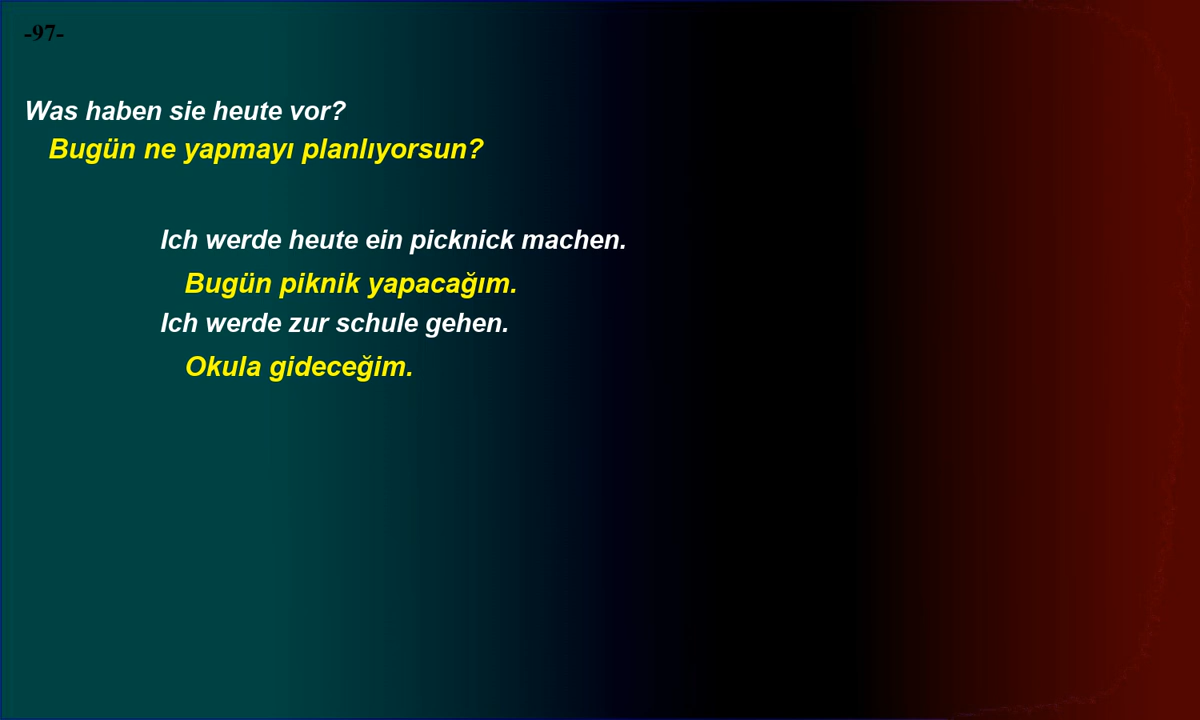 -97-
Was haben sie heute vor?
Bugün ne yapmayı planlıyorsun?
Ich werde heute ein picknick machen.
Bugün piknik yapacağım.
Ich werde zur schule gehen.
Okula gideceğim.